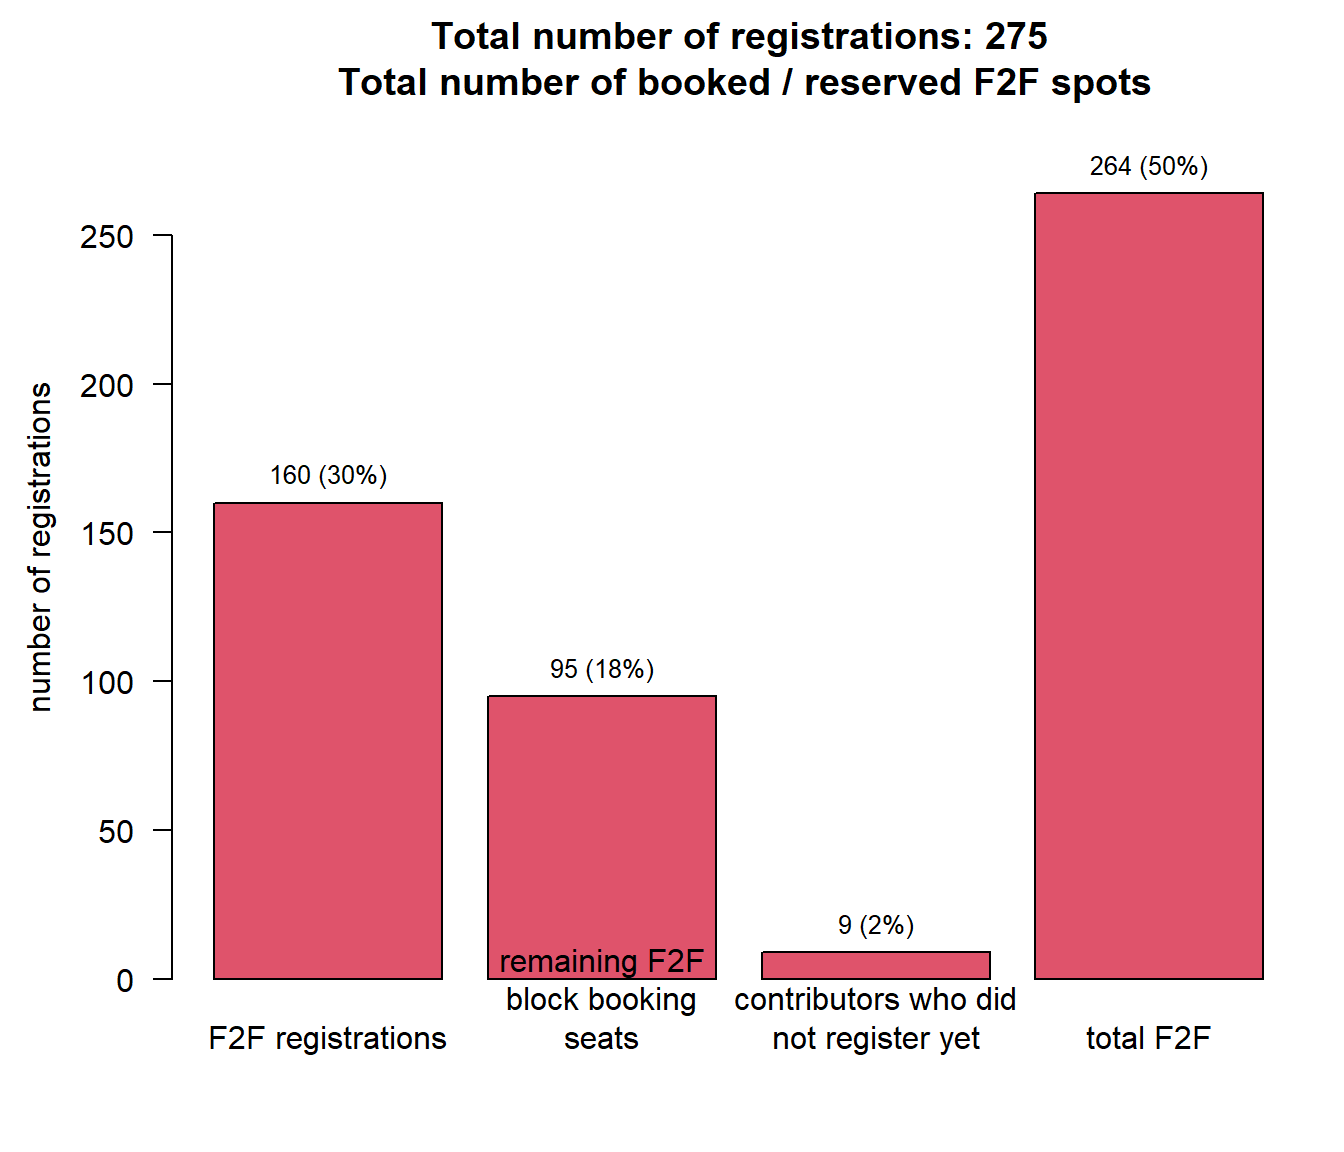 Total number of registrations: 275
Total number of booked / reserved F2F spots
number of registrations
250
200
150
100
50
0
160 (30%)
95 (18%)
9 (2%)
264 (50%)
F2F registrations
remaining F2F
block booking
seats
contributors who did
not register yet
total F2F